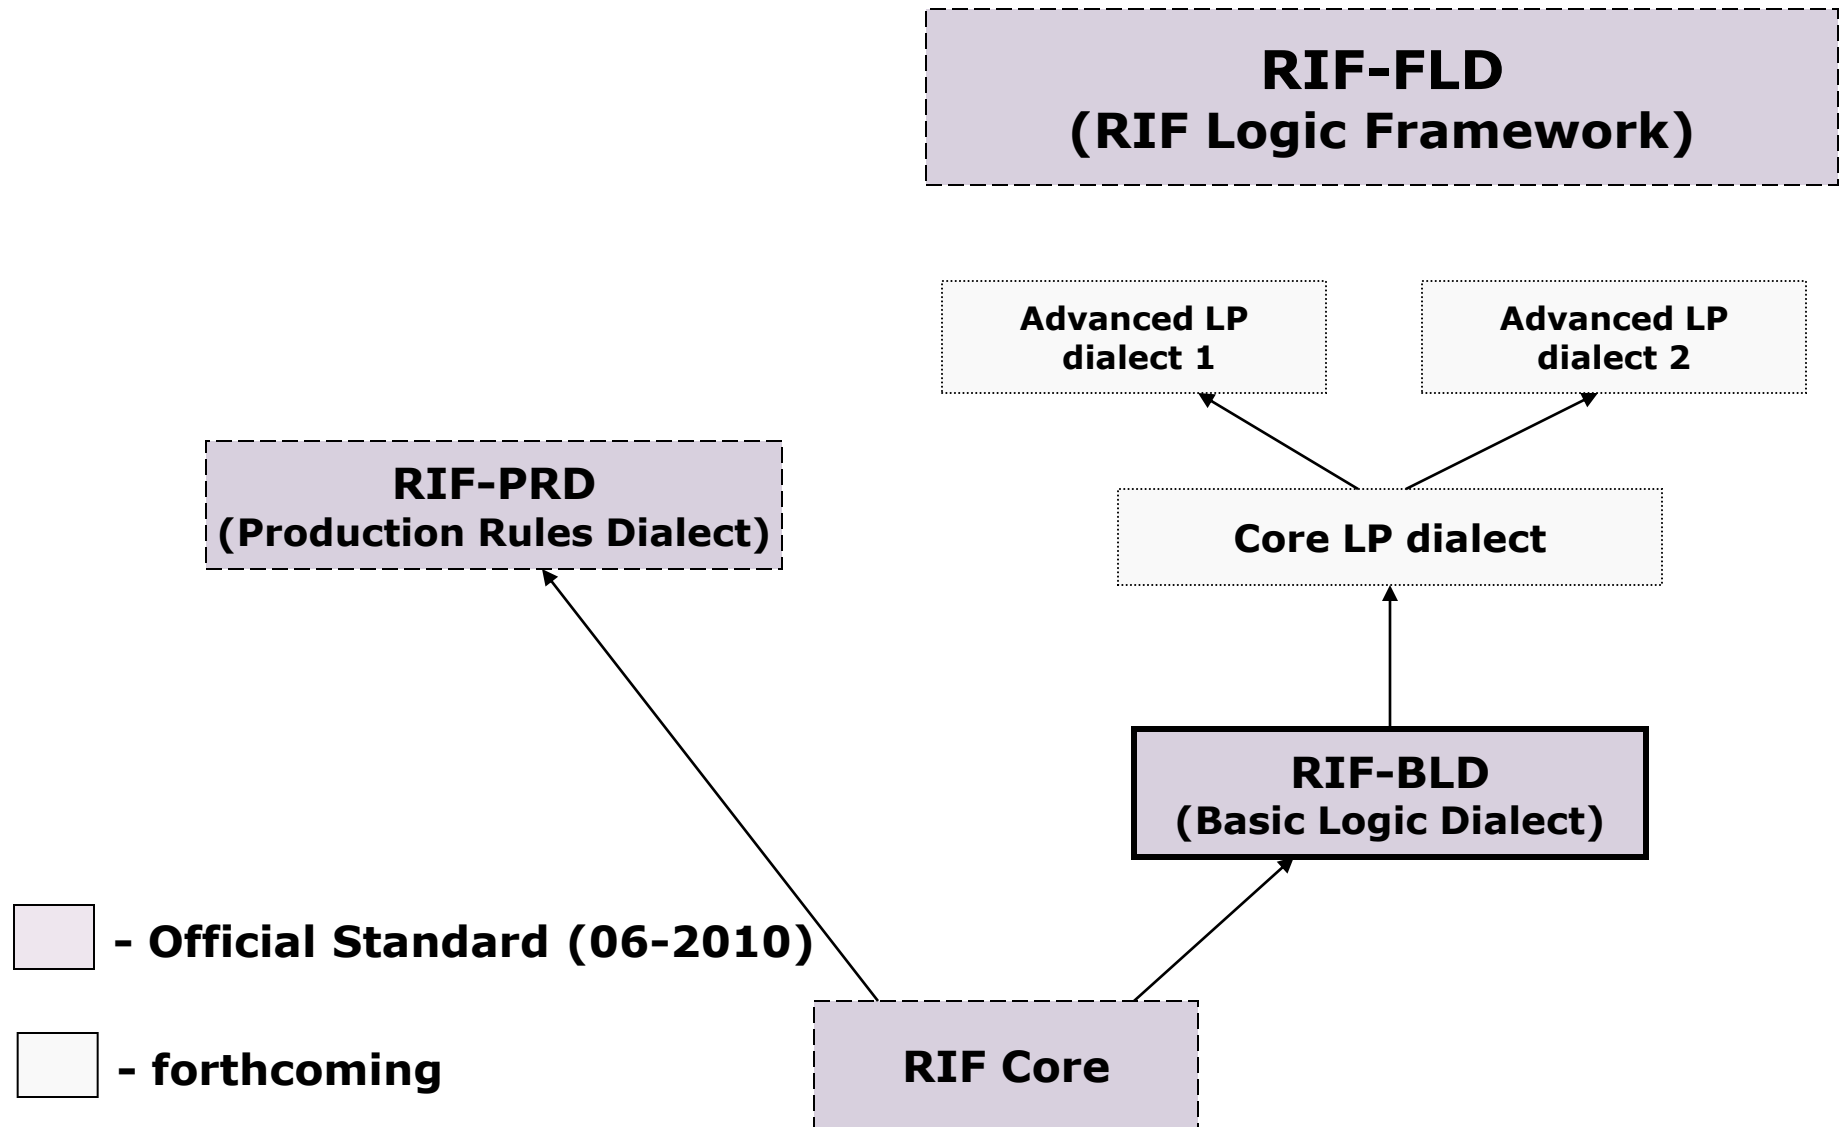 RIF-FLD
(RIF Logic Framework)
Advanced LP
dialect 1
Advanced LP
dialect 2
RIF-PRD
(Production Rules Dialect)
Core LP dialect
RIF-BLD
(Basic Logic Dialect)
- Official Standard (06-2010)
- forthcoming
RIF Core